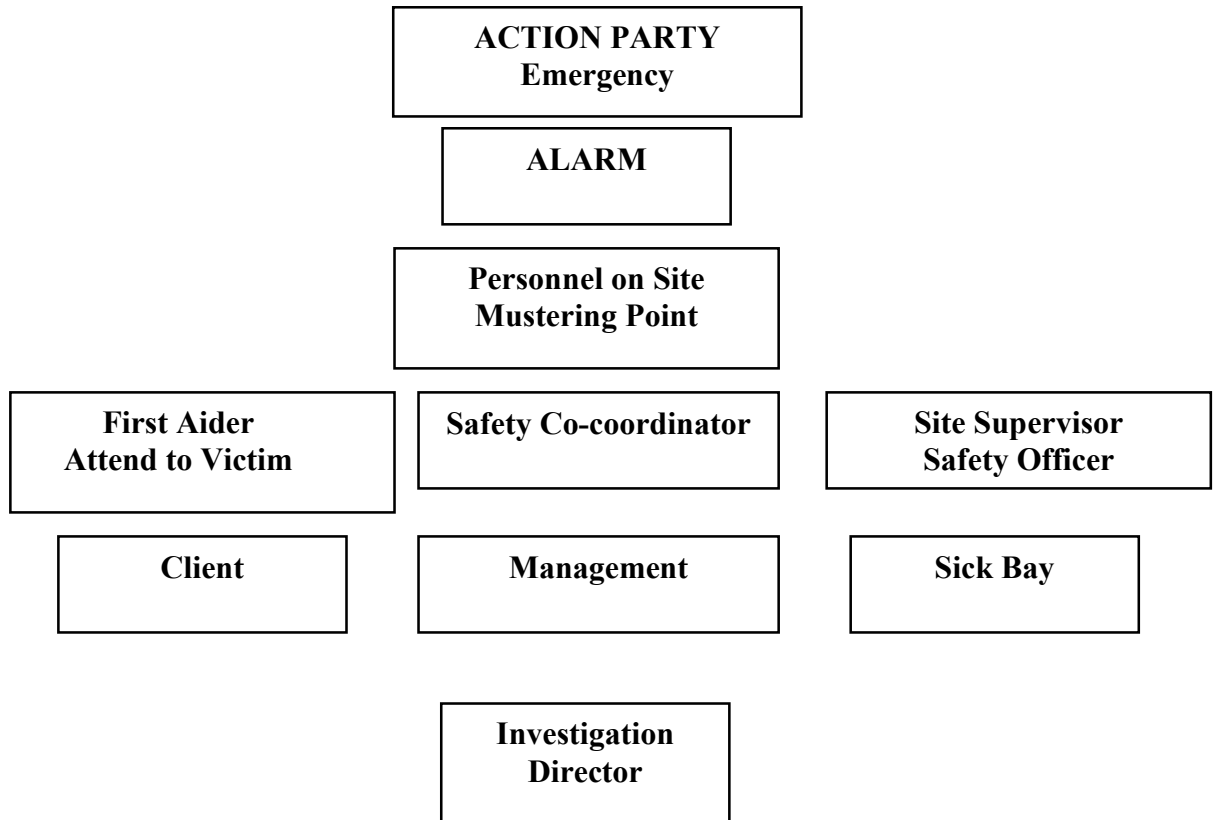 ACTION PARTY
Emergency
ALARM
Personnel on Site
Mustering Point
First Aider
Attend to Victim
Safety Co-coordinator
Site Supervisor
Safety Officer
Client
Management
Sick Bay
Investigation
Director